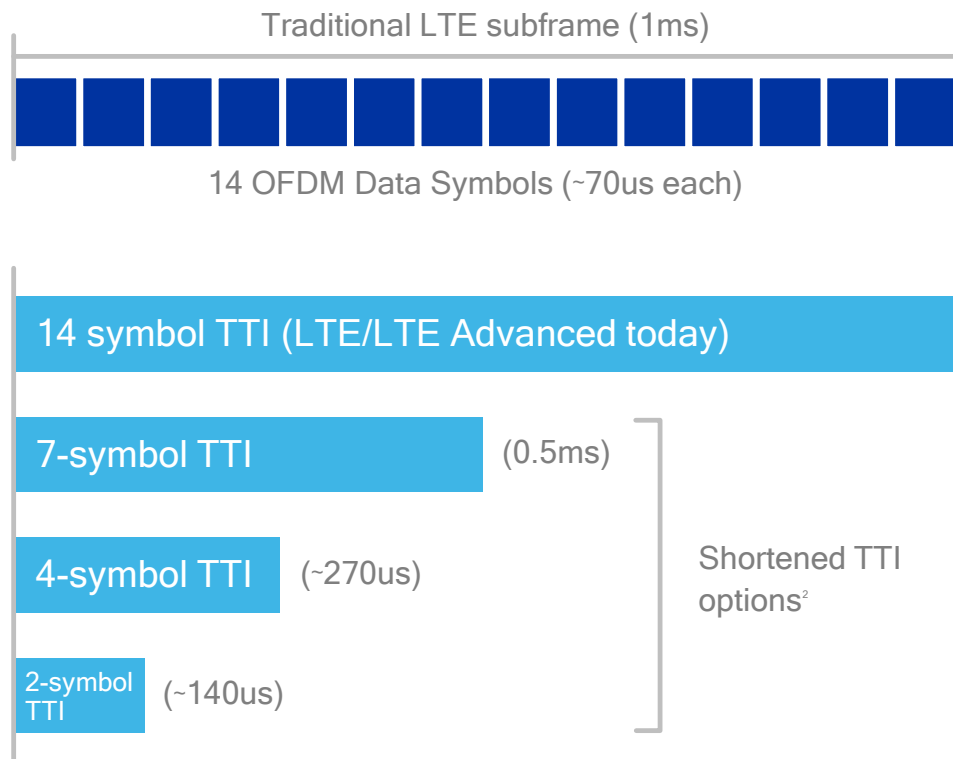 Traditional LTE subframe (1ms)
14 OFDM Data Symbols (~70us each)
14 symbol TTI (LTE/LTE Advanced today)
7-symbol TTI
(0.5ms)
4-symbol TTI
(~270us)
Shortened TTI
options²
2-symbol
TTI
(~140us)